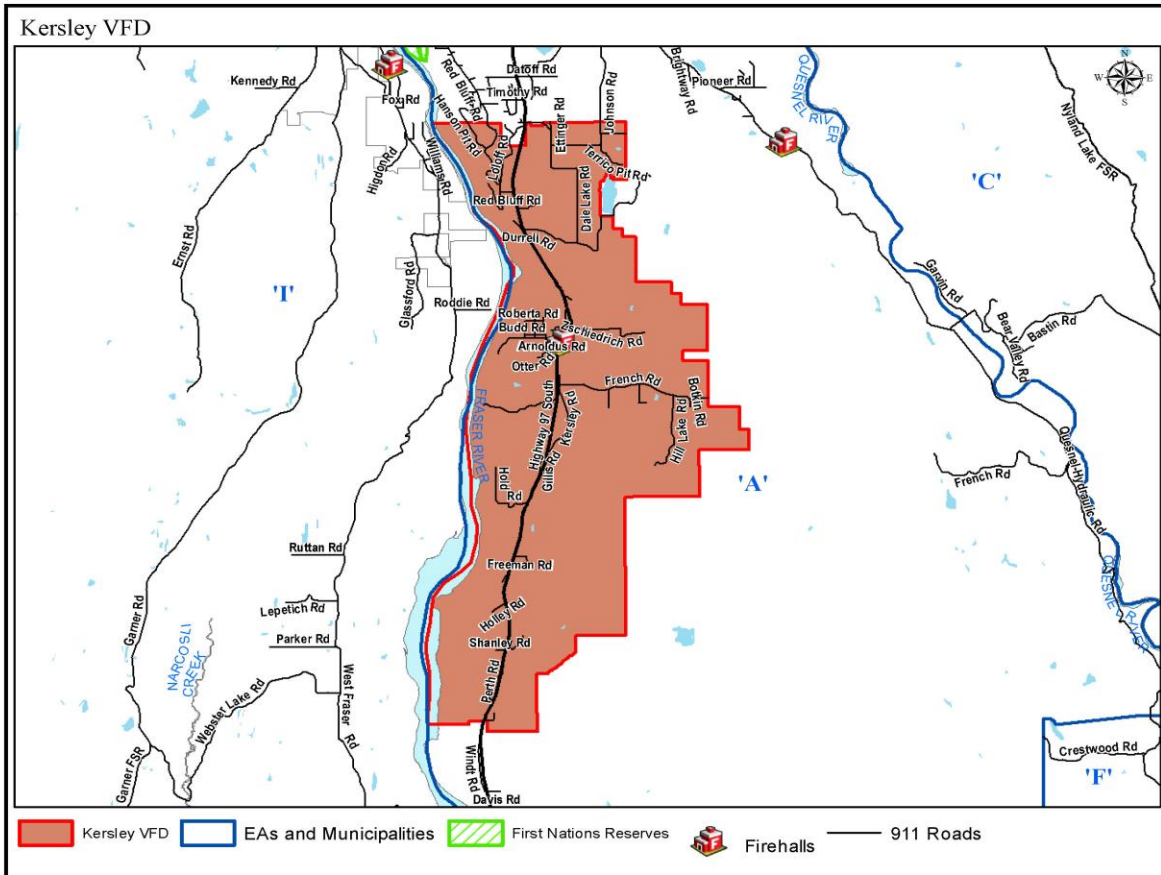 Kersley VFD
Kennedy Rd
Fox Rd
Red Bluff Rd
Hanson Pit Rd
Datoff Rd
Timothy Rd
Ettinger Rd
Johnson Rd
Brightway Rd
Pioneer Rd
QUESNEL RIVER
N
W
E
S
Nyland Lake FSR
Higdon Rd
Williams Rd
Loloff Rd
Terrico Pit Rd
'C'
Red Bluff Rd
Dale Lake Rd
Ernst Rd
Durrell Rd
'I'
Glassford Rd
Roddie Rd
Garvin Rd
Bear Valley Rd
Bastin Rd
Roberta Rd
Budd Rd
Zschiedrich Rd
Arnoldus Rd
Otter Rd
French Rd
Botkin Rd
FRASER RIVER
Highway 97 South
Kersley Rd
Hill Lake Rd
Gillis Rd
Hoid Rd
'A'
French Rd
Quesnel-Hydraulic Rd
Ruttan Rd
Freeman Rd
QUESNEL RIVER
Lepetich Rd
Holley Rd
Garner Rd
Parker Rd
Shanley Rd
NARCOSLI CREEK
Webster Lake Rd
West Fraser Rd
Perth Rd
Garner FSR
Windt Rd
Crestwood Rd
'F'
Davis Rd
Kersley VFD
EAs and Municipalities
First Nations Reserves
F
Firehalls
911 Roads